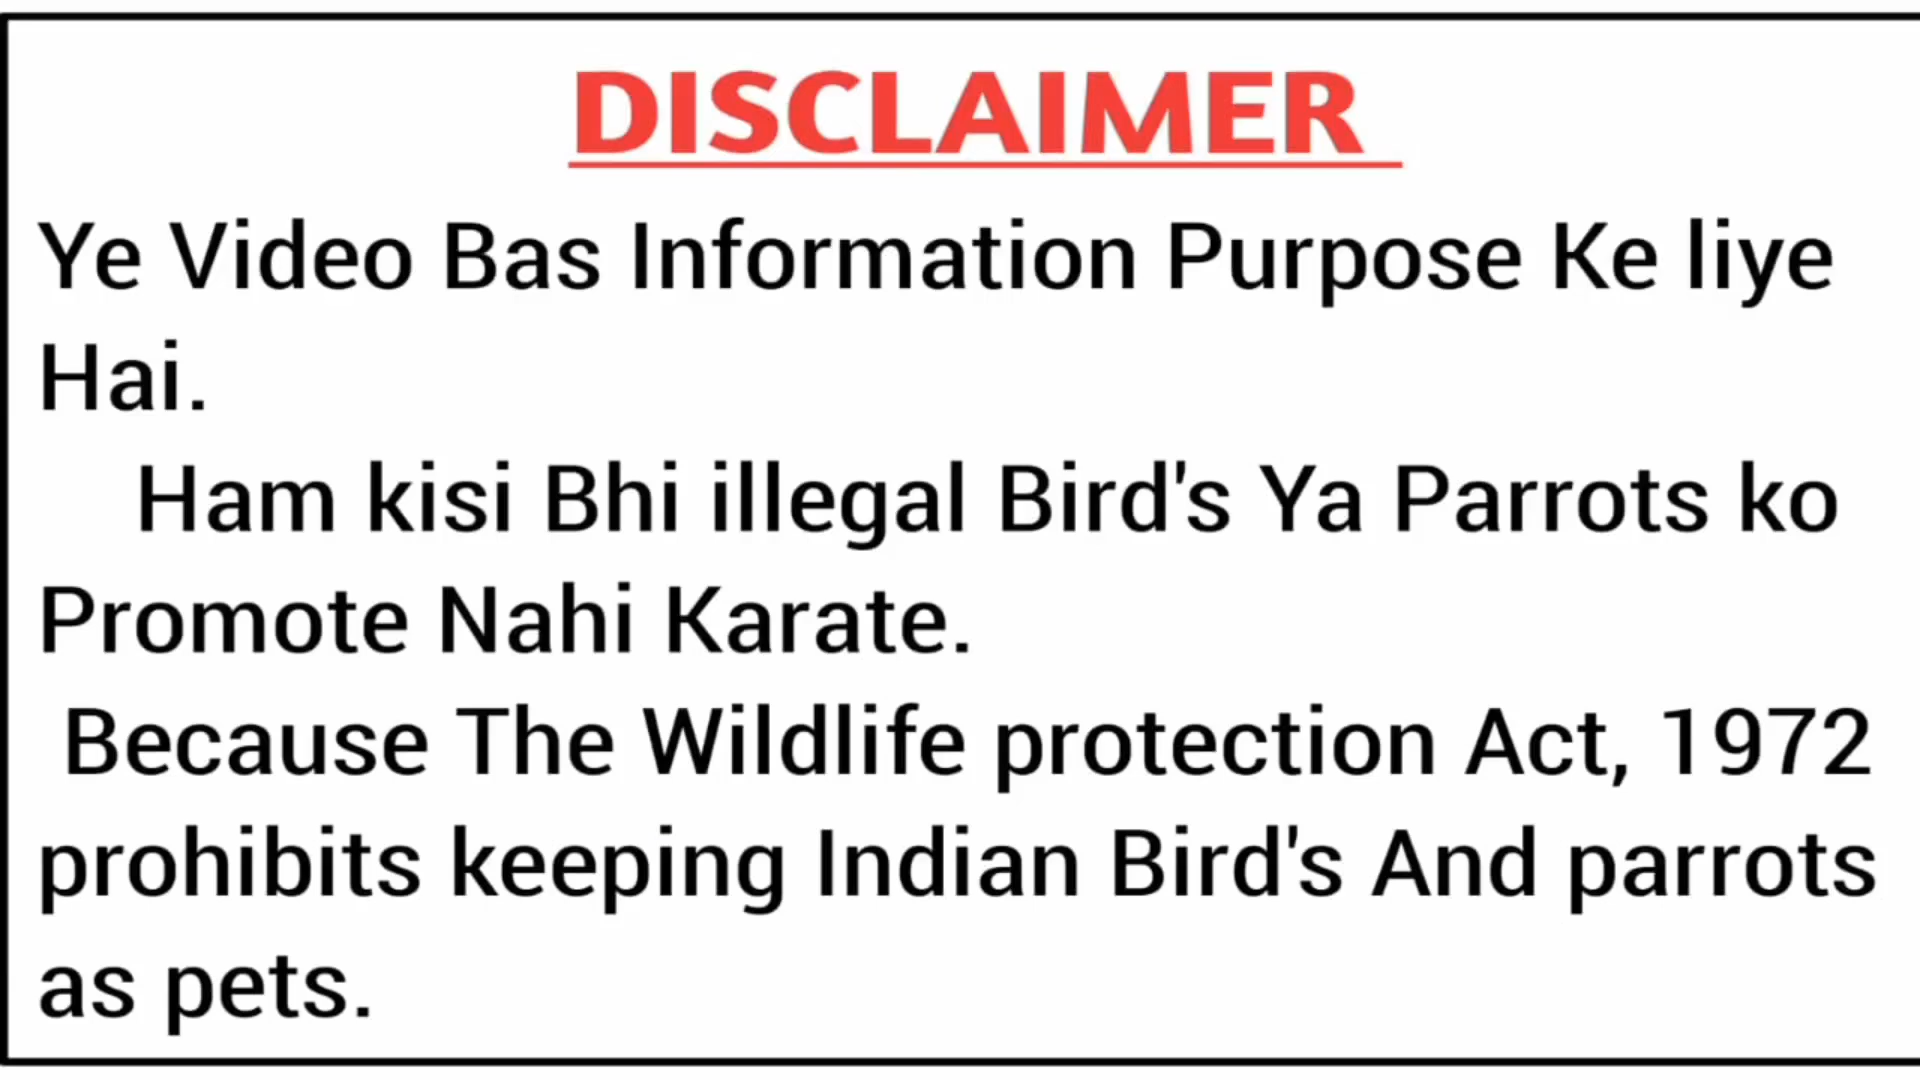 DISCLAIMER
Ye Video Bas Information Purpose Ke liye
Hai.
Ham kisi Bhi illegal Bird's Ya Parrots ko
Promote Nahi Karate.
Because The Wildlife protection Act, 1972
prohibits keeping Indian Bird's And parrots
as pets.